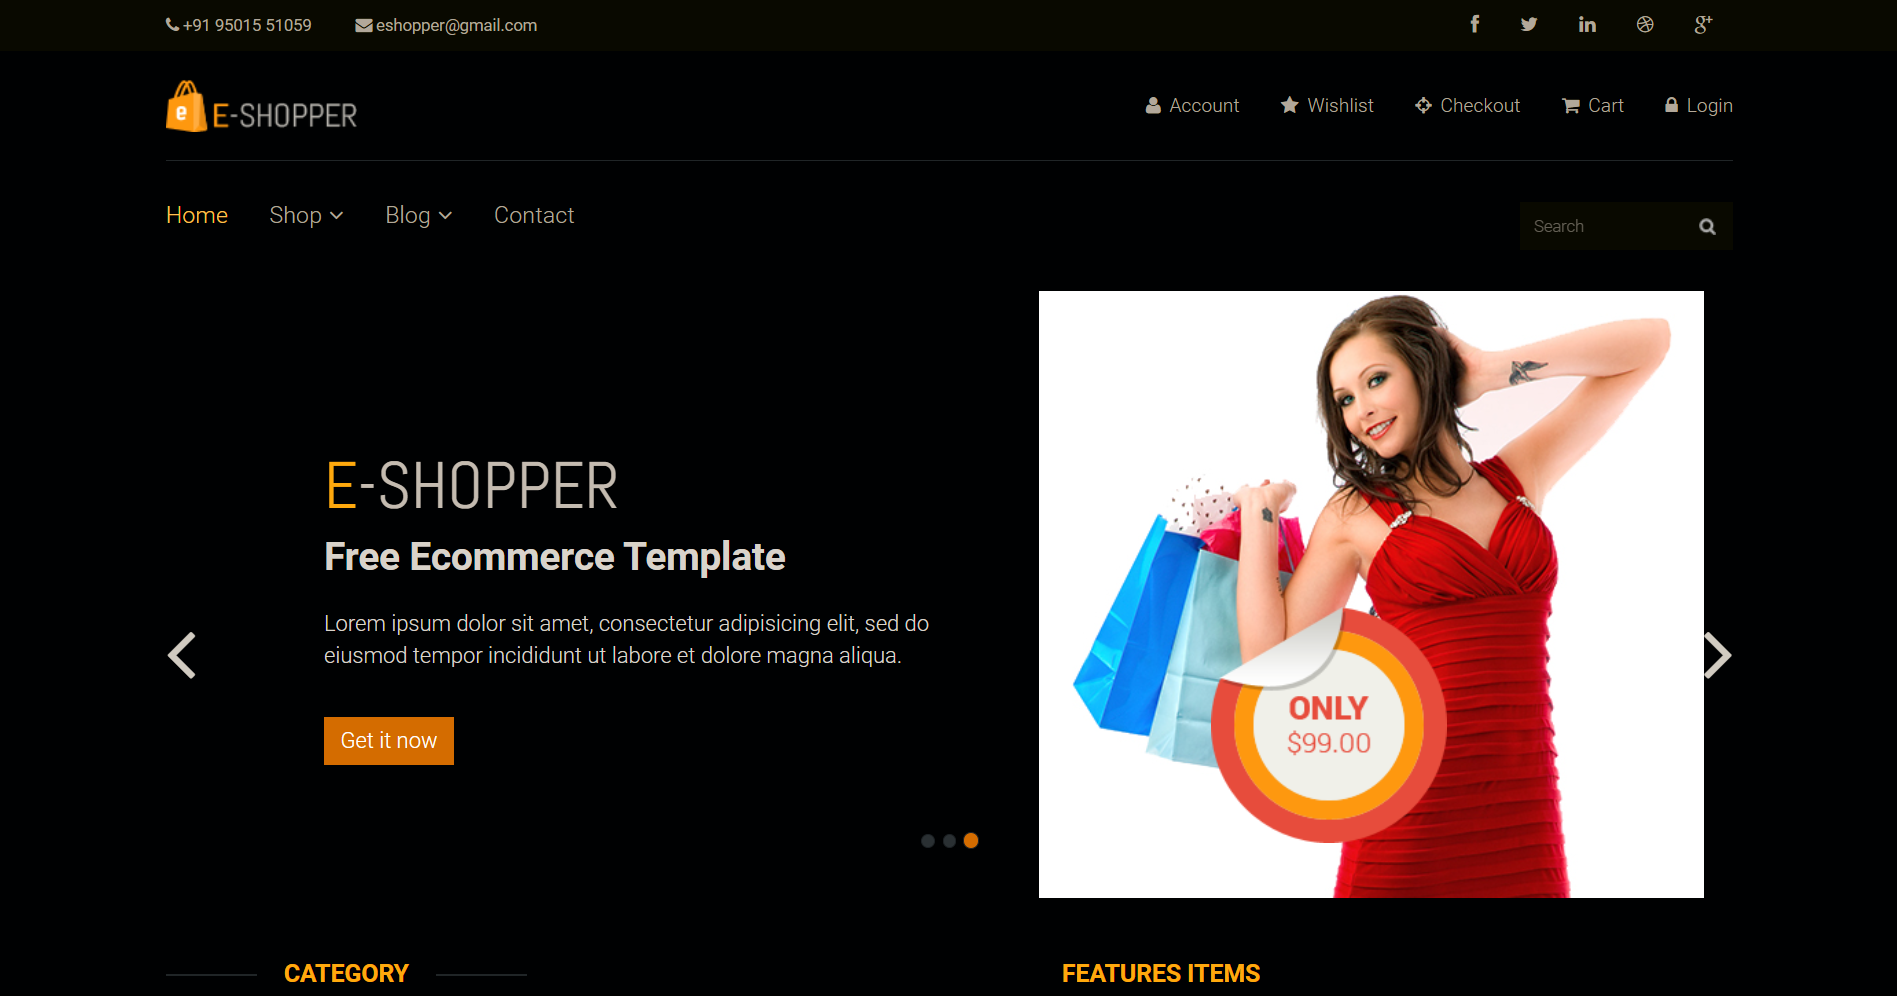 +91 95015 51059 eshopper@gmail.com
e E-SHOPPER
Account Wishlist Checkout Cart Login
Home Shop Blog Contact
Search
E-SHOPPER
Free Ecommerce Template
Lorem ipsum dolor sit amet, consectetur adipisicing elit, sed do
eiusmod tempor incididunt ut labore et dolore magna aliqua.
Get it now
ONLY
$99.00
CATEGORY
FEATURES ITEMS